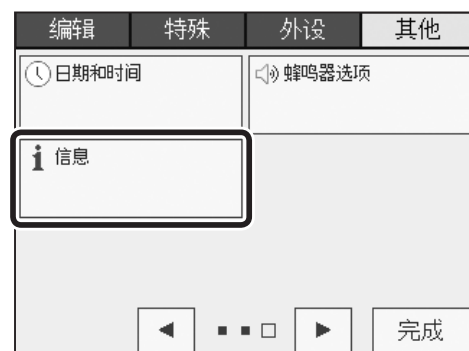 编辑 特殊 外设 其他
日期和时间 蜂鸣器选项
信息
完成